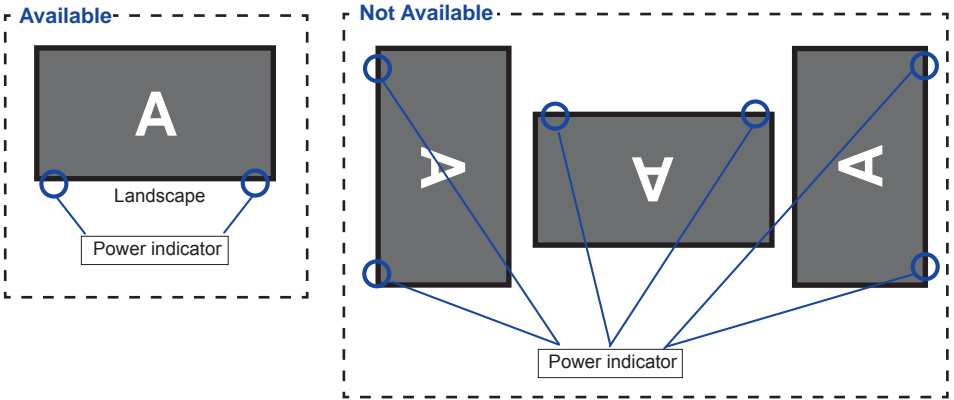 Available
A
Landscape
Power indicator
Not Available
A
A
A
Power indicator